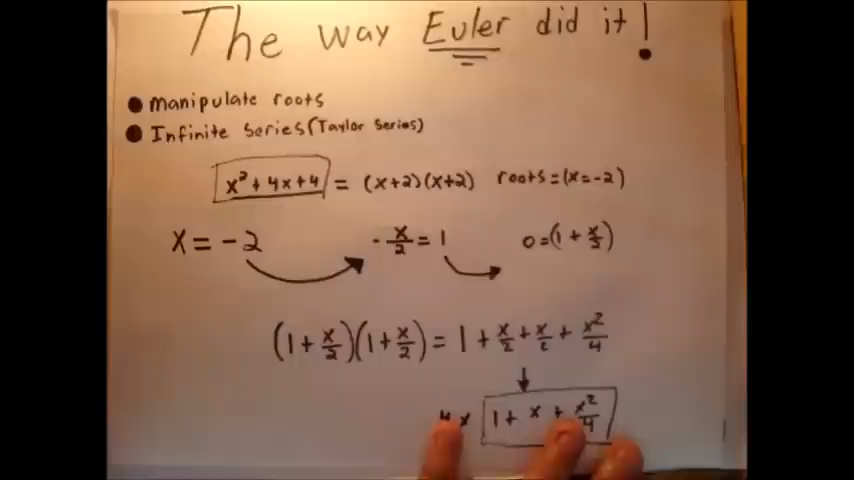 The way Euler did it!
● Manipulate roots
● Infinite Series (Taylor Series)
x² + 4x + 4 = (x+2)(x+2) roots = (x = -2)
x = -2 - x/2 = 1 0 = (1 + x/2)
(1 + x/2)(1 + x/2) = 1 + x/2 + x/2 + x²/4
4 × 1 + x + x²/4